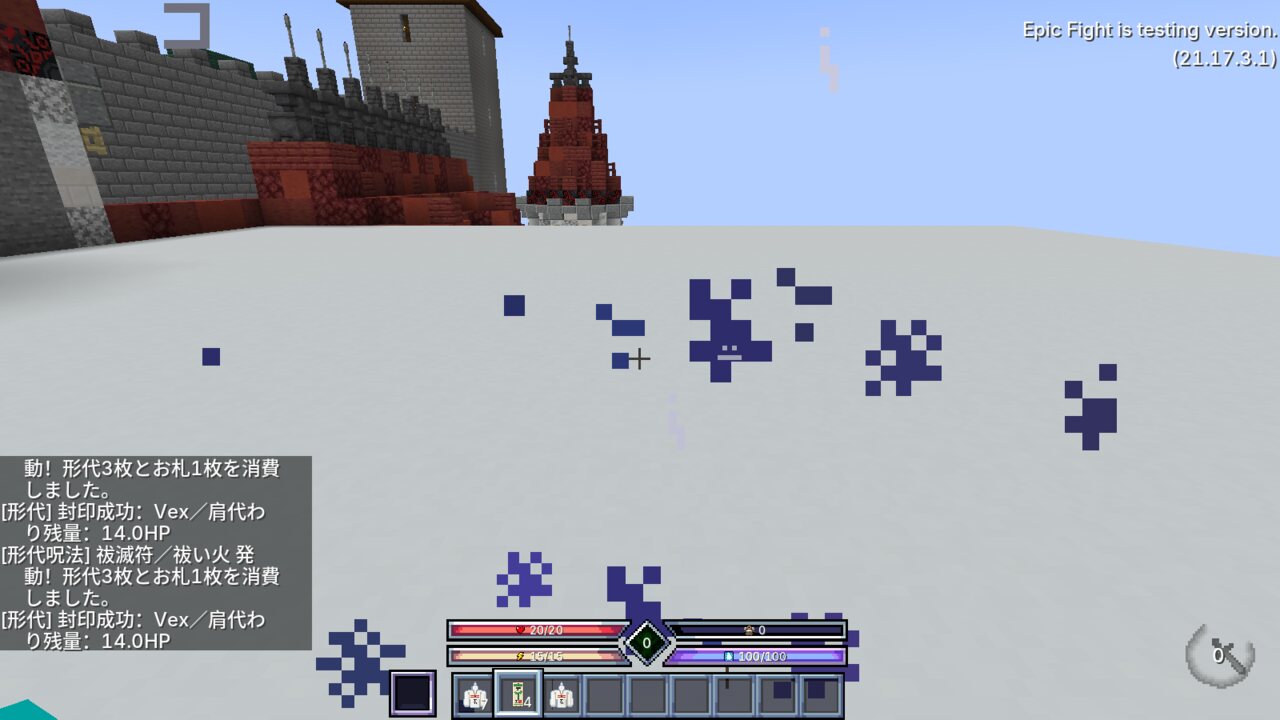 Epic Fight is testing version.
(21.17.3.1)
動！形代3枚とお札1枚を消費
しました。
[形代] 封印成功：Vex／肩代わ
り残量：14.0HP
[形代呪法] 祓滅符／祓い火 発
動！形代3枚とお札1枚を消費
しました。
[形代] 封印成功：Vex／肩代わ
り残量：14.0HP
20/20
0
0
15/15
100/100
0
7
4